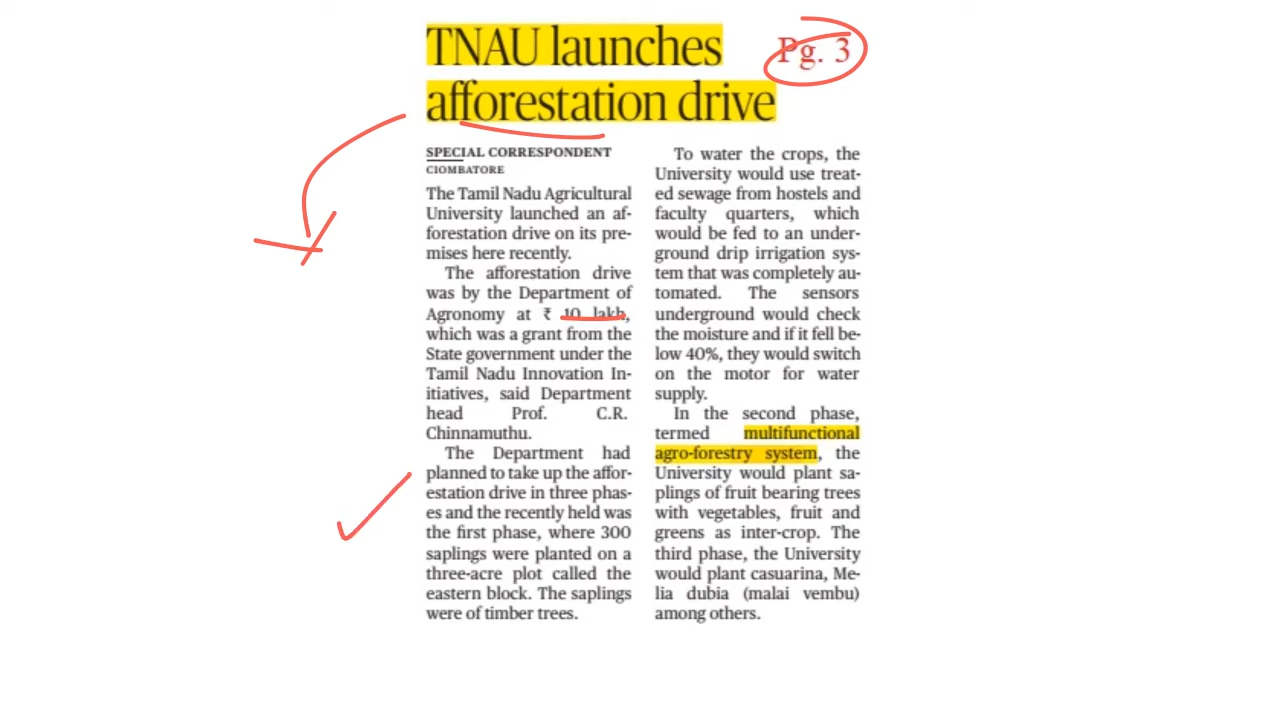 TNAU launches
afforestation drive
Pg. 3
SPECIAL CORRESPONDENT
CIOMBATORE
The Tamil Nadu Agricultural
University launched an af-
forestation drive on its pre-
mises here recently.
The afforestation drive
was by the Department of
Agronomy at ₹ 10 lakh,
which was a grant from the
State government under the
Tamil Nadu Innovation In-
itiatives, said Department
head Prof. C.R.
Chinnamuthu.
The Department had
planned to take up the affor-
estation drive in three phas-
es and the recently held was
the first phase, where 300
saplings were planted on a
three-acre plot called the
eastern block. The saplings
were of timber trees.
To water the crops, the
University would use treat-
ed sewage from hostels and
faculty quarters, which
would be fed to an under-
ground drip irrigation sys-
tem that was completely au-
tomated. The sensors
underground would check
the moisture and if it fell be-
low 40%, they would switch
on the motor for water
supply.
In the second phase,
termed multifunctional
agro-forestry system, the
University would plant sa-
plings of fruit bearing trees
with vegetables, fruit and
greens as inter-crop. The
third phase, the University
would plant casuarina, Me-
lia dubia (malai vembu)
among others.